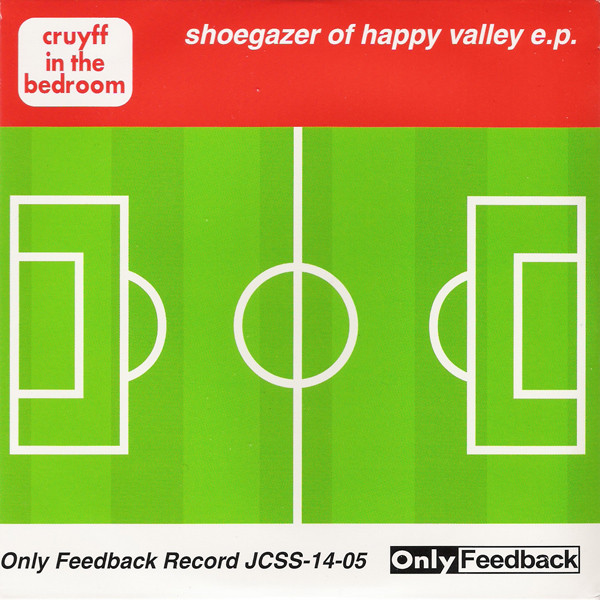 cruyff
in the
bedroom
shoegazer of happy valley e.p.
Only Feedback Record JCSS-14-05
Only Feedback